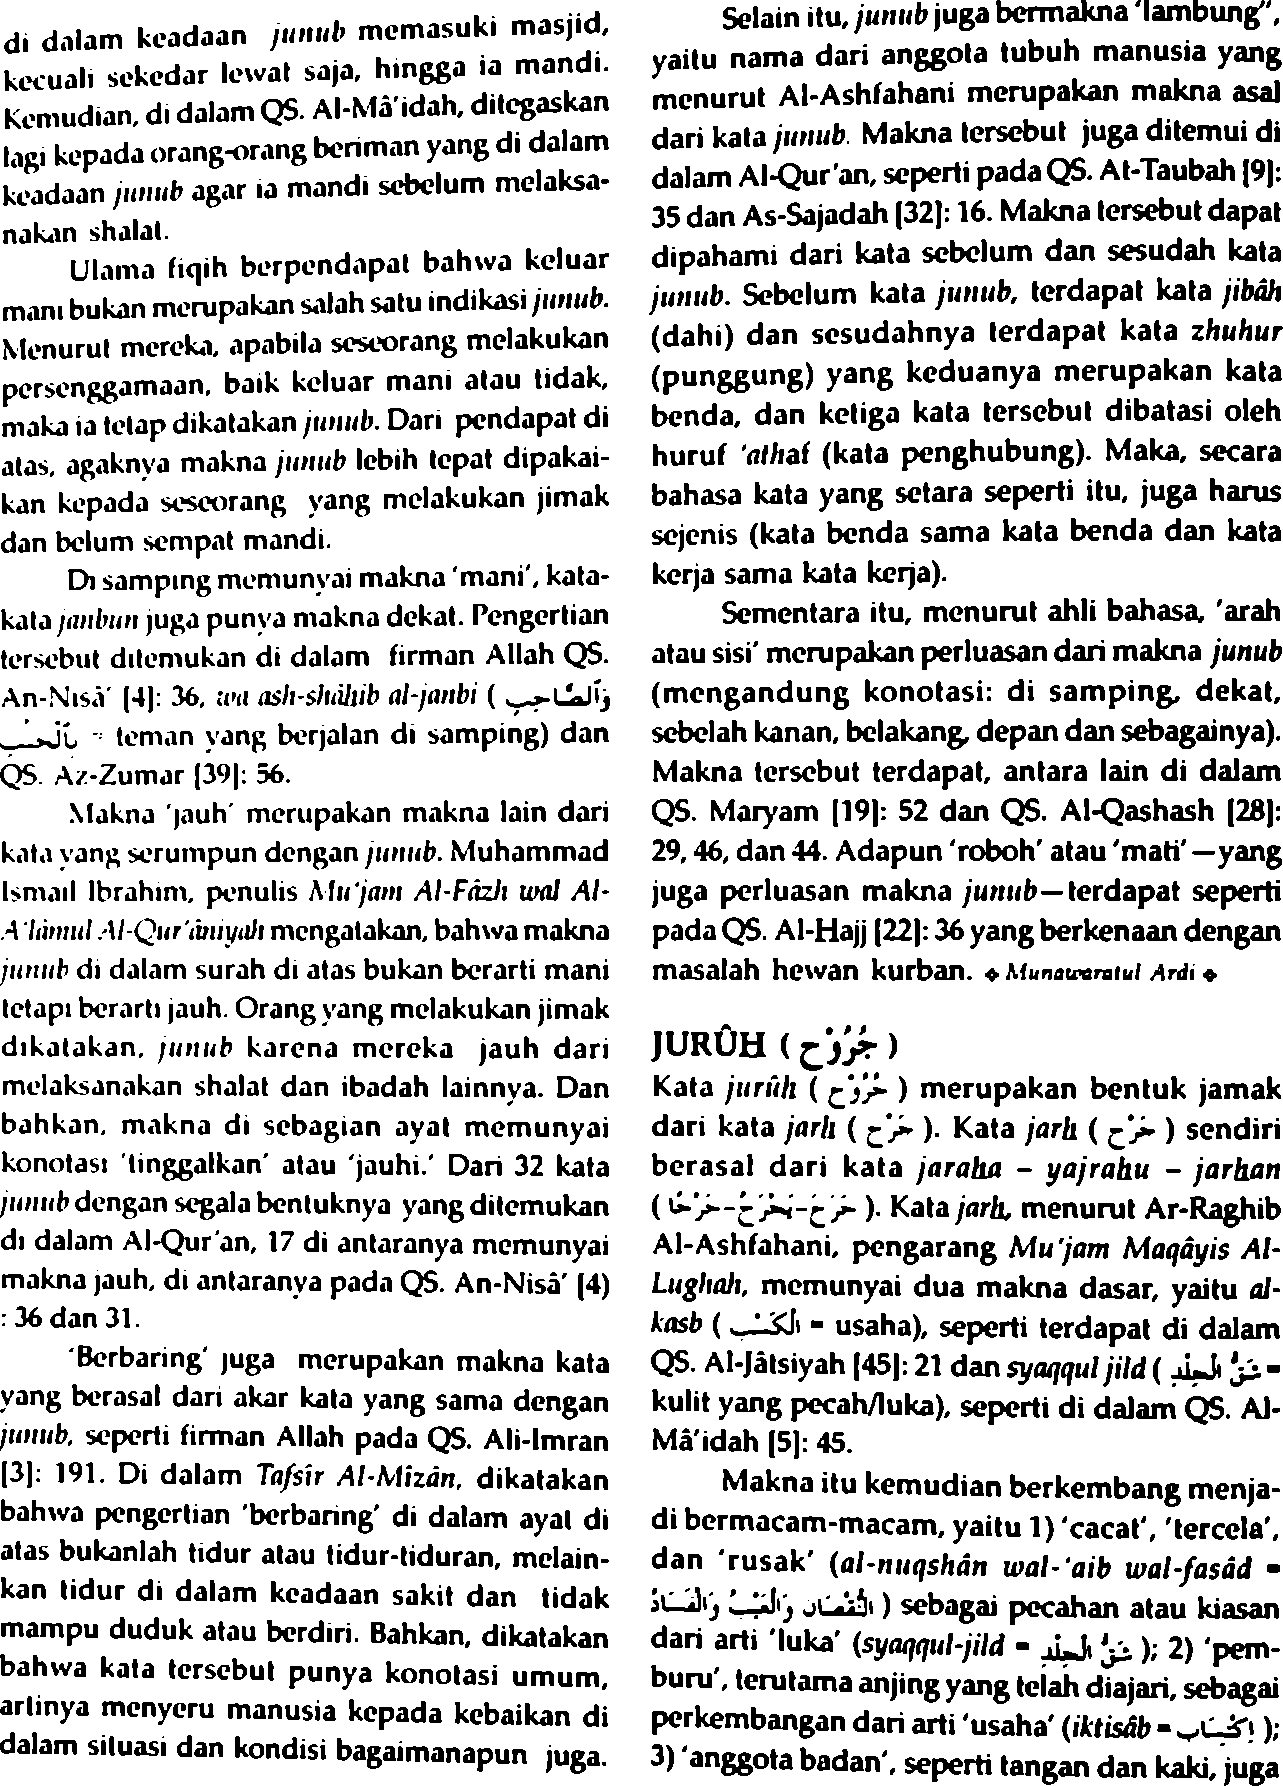 di dalam keadaan junub memasuki masjid,
kecuali sekedar lewat saja, hingga ia mandi.
Kemudian, di dalam QS. Al-Mâ'idah, ditegaskan
lagi kepada orang-orang beriman yang di dalam
keadaan junub agar ia mandi sebelum melaksa-
nakan shalat.
Ulama fiqih berpendapat bahwa keluar
mani bukan merupakan salah satu indikasi junub.
Menurut mereka, apabila seseorang melakukan
persenggamaan, baik keluar mani atau tidak,
maka ia tetap dikatakan junub. Dari pendapat di
atas, agaknya makna junub lebih tepat dipakai-
kan kepada seseorang yang melakukan jimak
dan belum sempat mandi.
Di samping memunyai makna 'mani', kata-
kata janbun juga punya makna dekat. Pengertian
tersebut ditemukan di dalam firman Allah QS.
An-Nisâ' [4]: 36, wa ash-shâhib al-janbi ( وَٱلصَّاحِبِ
بِٱلْجَنْبِ = teman yang berjalan di samping) dan
QS. Az-Zumar [39]: 56.
Makna 'jauh' merupakan makna lain dari
kata yang serumpun dengan junub. Muhammad
Ismail Ibrahim, penulis Mu'jam Al-Fâzh wal Al-
A'lâmul Al-Qur'âniyah mengatakan, bahwa makna
junub di dalam surah di atas bukan berarti mani
tetapi berarti jauh. Orang yang melakukan jimak
dikatakan, junub karena mereka jauh dari
melaksanakan shalat dan ibadah lainnya. Dan
bahkan, makna di sebagian ayat memunyai
konotasi 'tinggalkan' atau 'jauhi.' Dari 32 kata
junub dengan segala bentuknya yang ditemukan
di dalam Al-Qur'an, 17 di antaranya memunyai
makna jauh, di antaranya pada QS. An-Nisâ' [4)
: 36 dan 31.
'Berbaring' juga merupakan makna kata
yang berasal dari akar kata yang sama dengan
junub, seperti firman Allah pada QS. Ali-Imran
[3]: 191. Di dalam Tafsîr Al-Mîzân, dikatakan
bahwa pengertian 'berbaring' di dalam ayat di
atas bukanlah tidur atau tidur-tiduran, melain-
kan tidur di dalam keadaan sakit dan tidak
mampu duduk atau berdiri. Bahkan, dikatakan
bahwa kata tersebut punya konotasi umum,
artinya menyeru manusia kepada kebaikan di
dalam situasi dan kondisi bagaimanapun juga.
Selain itu, junub juga bermakna 'lambung",
yaitu nama dari anggota tubuh manusia yang
menurut Al-Ashfahani merupakan makna asal
dari kata junub. Makna tersebut juga ditemui di
dalam Al-Qur'an, seperti pada QS. At-Taubah [9]:
35 dan As-Sajadah [32]: 16. Makna tersebut dapat
dipahami dari kata sebelum dan sesudah kata
junub. Sebelum kata junub, terdapat kata jibâh
(dahi) dan sesudahnya terdapat kata zhuhur
(punggung) yang keduanya merupakan kata
benda, dan ketiga kata tersebut dibatasi oleh
huruf 'athaf (kata penghubung). Maka, secara
bahasa kata yang setara seperti itu, juga harus
sejenis (kata benda sama kata benda dan kata
kerja sama kata kerja).
Sementara itu, menurut ahli bahasa, 'arah
atau sisi' merupakan perluasan dari makna junub
(mengandung konotasi: di samping, dekat,
sebelah kanan, belakang, depan dan sebagainya).
Makna tersebut terdapat, antara lain di dalam
QS. Maryam [19]: 52 dan QS. Al-Qashash [28]:
29, 46, dan 44. Adapun 'roboh' atau 'mati'—yang
juga perluasan makna junub—terdapat seperti
pada QS. Al-Hajj [22]: 36 yang berkenaan dengan
masalah hewan kurban. ❖ Munawaratul Ardi ❖
JURÛH ( جُرُوْح )
Kata jurûh ( جُرُوْح ) merupakan bentuk jamak
dari kata jarh ( جَرْح ). Kata jarh ( جَرْح ) sendiri
berasal dari kata jaraha – yajrahu – jarhan
( جَرَحَ-يَجْرَحُ-جَرْحًا ). Kata jarh, menurut Ar-Raghib
Al-Ashfahani, pengarang Mu'jam Maqâyis Al-
Lughah, memunyai dua makna dasar, yaitu al-
kasb ( الْكَسْب = usaha), seperti terdapat di dalam
QS. Al-Jâtsiyah [45]: 21 dan syaqqul jild ( شَقُّ الْجِلْدِ =
kulit yang pecah/luka), seperti di dalam QS. Al-
Mâ'idah [5]: 45.
Makna itu kemudian berkembang menja-
di bermacam-macam, yaitu 1) 'cacat', 'tercela',
dan 'rusak' (al-nuqshân wal-'aib wal-fasâd =
النُّقْصَان وَالْعَيْبُ وَالْفَسَادُ ) sebagai pecahan atau kiasan
dari arti 'luka' (syaqqul-jild = شَقُّ الْجِلْدِ ); 2) 'pem-
buru', terutama anjing yang telah diajari, sebagai
perkembangan dari arti 'usaha' (iktisâb = إِكْتِسَاب );
3) 'anggota badan', seperti tangan dan kaki, juga